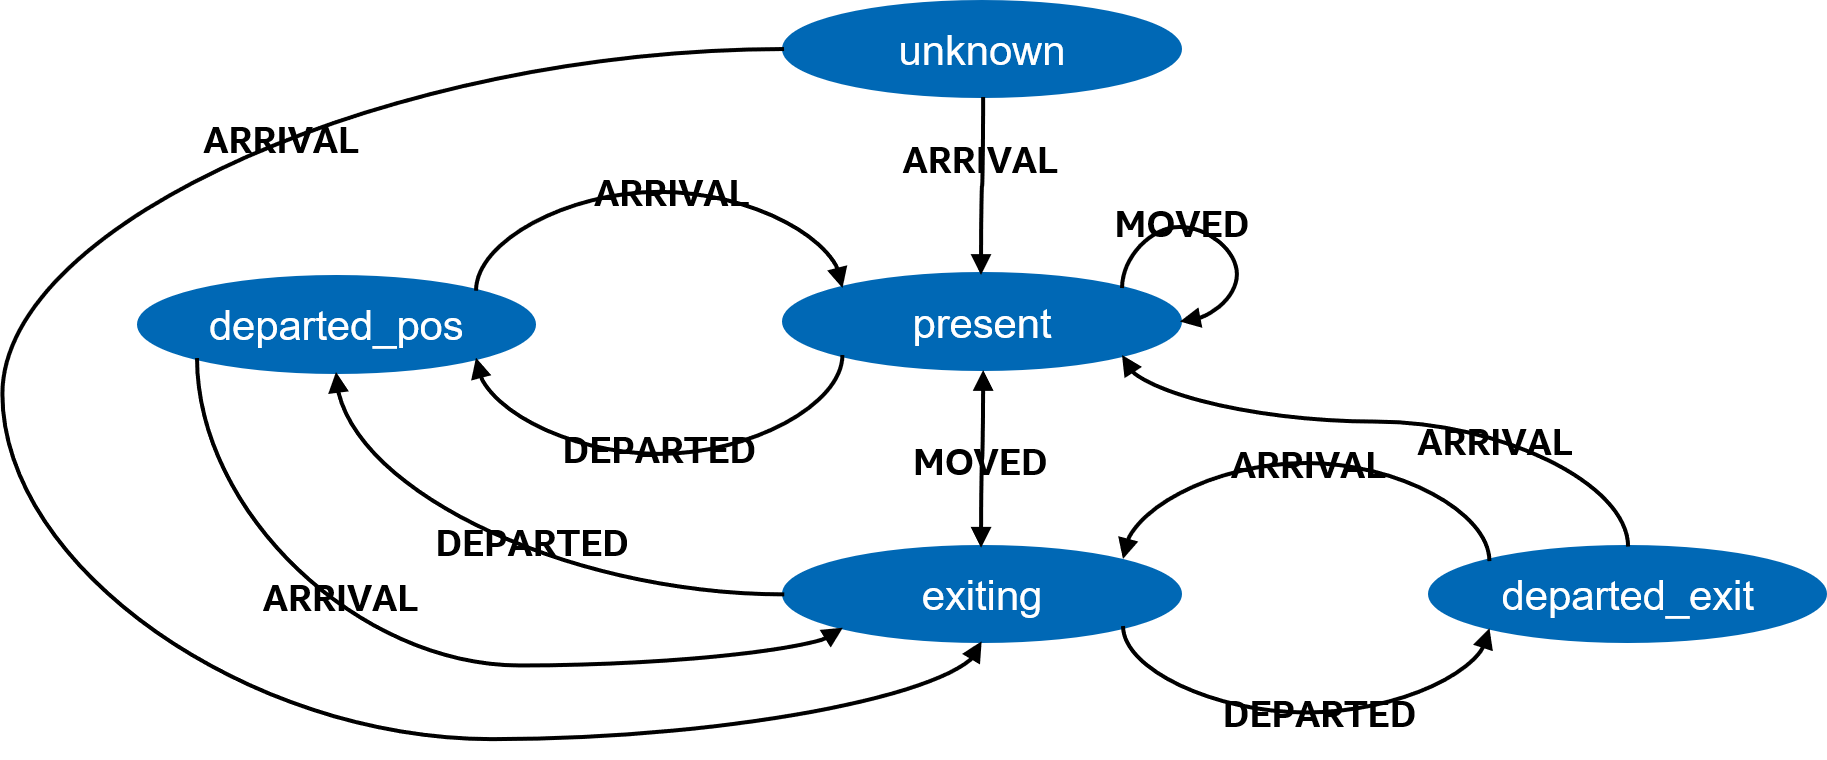 unknown
ARRIVAL
ARRIVAL
ARRIVAL
MOVED
departed_pos
present
ARRIVAL
DEPARTED
MOVED
ARRIVAL
DEPARTED
ARRIVAL
exiting
departed_exit
DEPARTED